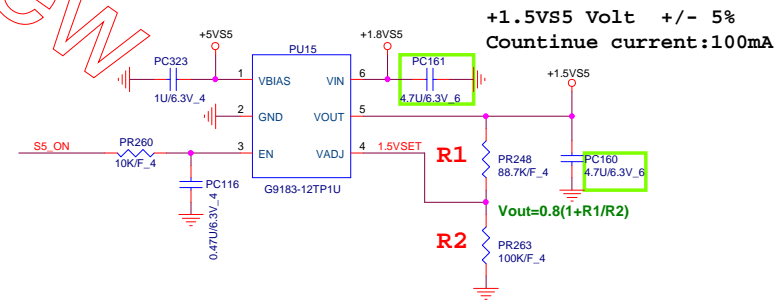 +1.5VS5 Volt +/- 5%
Countinue current:100mA
+5VS5
+1.8VS5
+1.5VS5
PC323
1U/6.3V_4
PU15
PC161
4.7U/6.3V_6
1 VBIAS VIN 6
2 GND VOUT 5
3 EN VADJ 4
G9183-12TP1U
1.5VSET
S5_ON
PR260
10K/F_4
PC116
0.47U/6.3V_4
R1
PR248
88.7K/F_4
PC160
4.7U/6.3V_6
Vout=0.8(1+R1/R2)
R2
PR263
100K/F_4